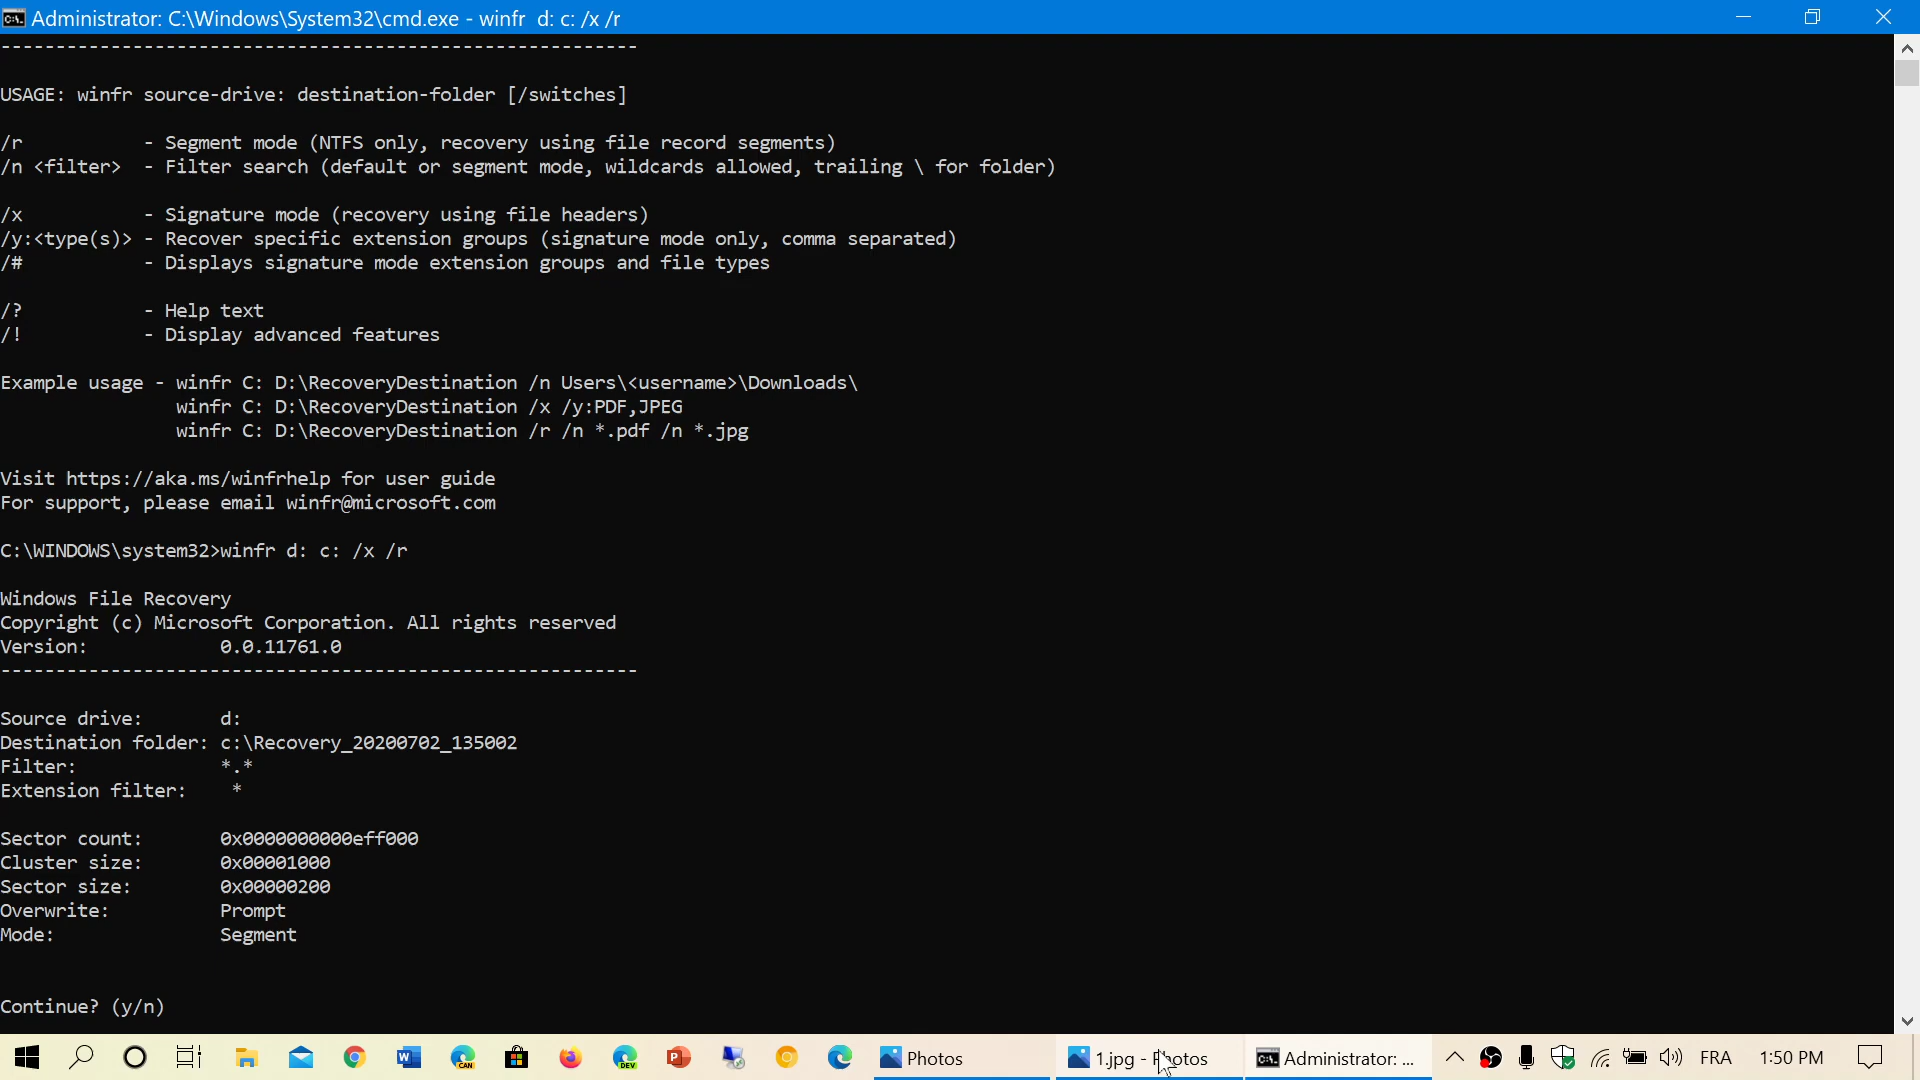 Administrator: C:\Windows\System32\cmd.exe - winfr  d: c: /x /r
----------------------------------------------------------
USAGE: winfr source-drive: destination-folder [/switches]
/r           - Segment mode (NTFS only, recovery using file record segments)
/n <filter>  - Filter search (default or segment mode, wildcards allowed, trailing \ for folder)
/x           - Signature mode (recovery using file headers)
/y:<type(s)> - Recover specific extension groups (signature mode only, comma separated)
/#           - Displays signature mode extension groups and file types
/?           - Help text
/!           - Display advanced features
Example usage - winfr C: D:\RecoveryDestination /n Users\<username>\Downloads\
winfr C: D:\RecoveryDestination /x /y:PDF,JPEG
winfr C: D:\RecoveryDestination /r /n *.pdf /n *.jpg
Visit https://aka.ms/winfrhelp for user guide
For support, please email winfr@microsoft.com
C:\WINDOWS\system32>winfr d: c: /x /r
Windows File Recovery
Copyright (c) Microsoft Corporation. All rights reserved
Version:            0.0.11761.0
----------------------------------------------------------
Source drive:       d:
Destination folder: c:\Recovery_20200702_135002
Filter:             *.*
Extension filter:    *
Sector count:       0x0000000000eff000
Cluster size:       0x00001000
Sector size:        0x00000200
Overwrite:          Prompt
Mode:               Segment
Continue? (y/n)
CAN DEV Photos 1.jpg - Photos Administrator: ... FRA 1:50 PM